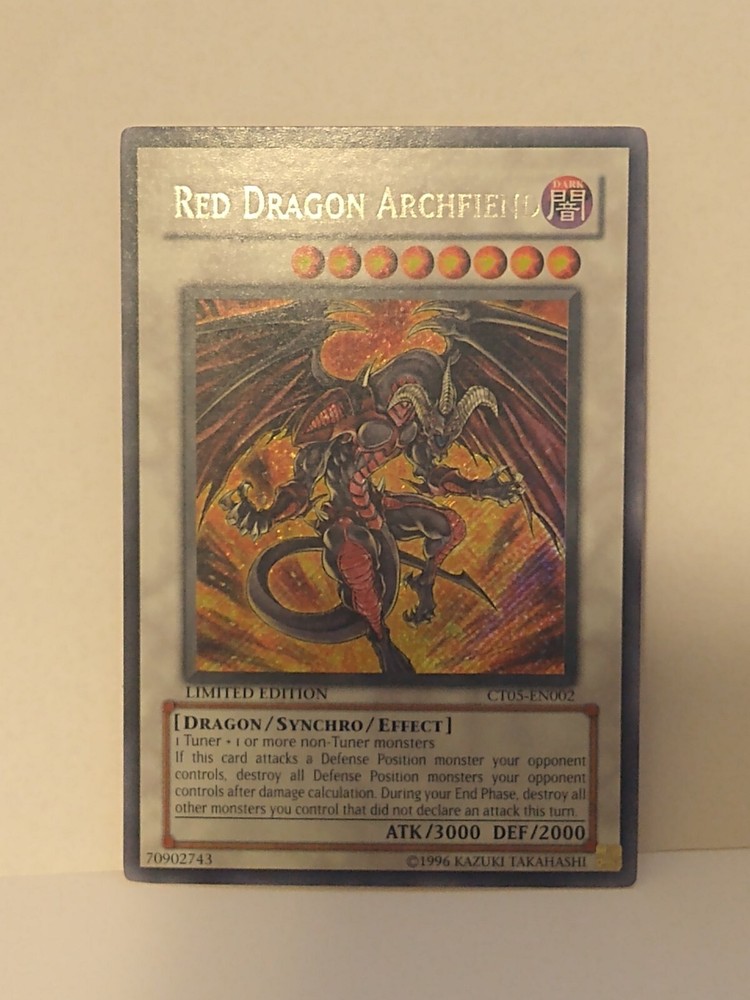 RED DRAGON ARCHFIEND
DARK
闇
LIMITED EDITION CT05-EN002
[DRAGON/SYNCHRO/EFFECT]
1 Tuner + 1 or more non-Tuner monsters
If this card attacks a Defense Position monster your opponent
controls, destroy all Defense Position monsters your opponent
controls after damage calculation. During your End Phase, destroy all
other monsters you control that did not declare an attack this turn.
ATK/3000 DEF/2000
70902743 ©1996 KAZUKI TAKAHASHI